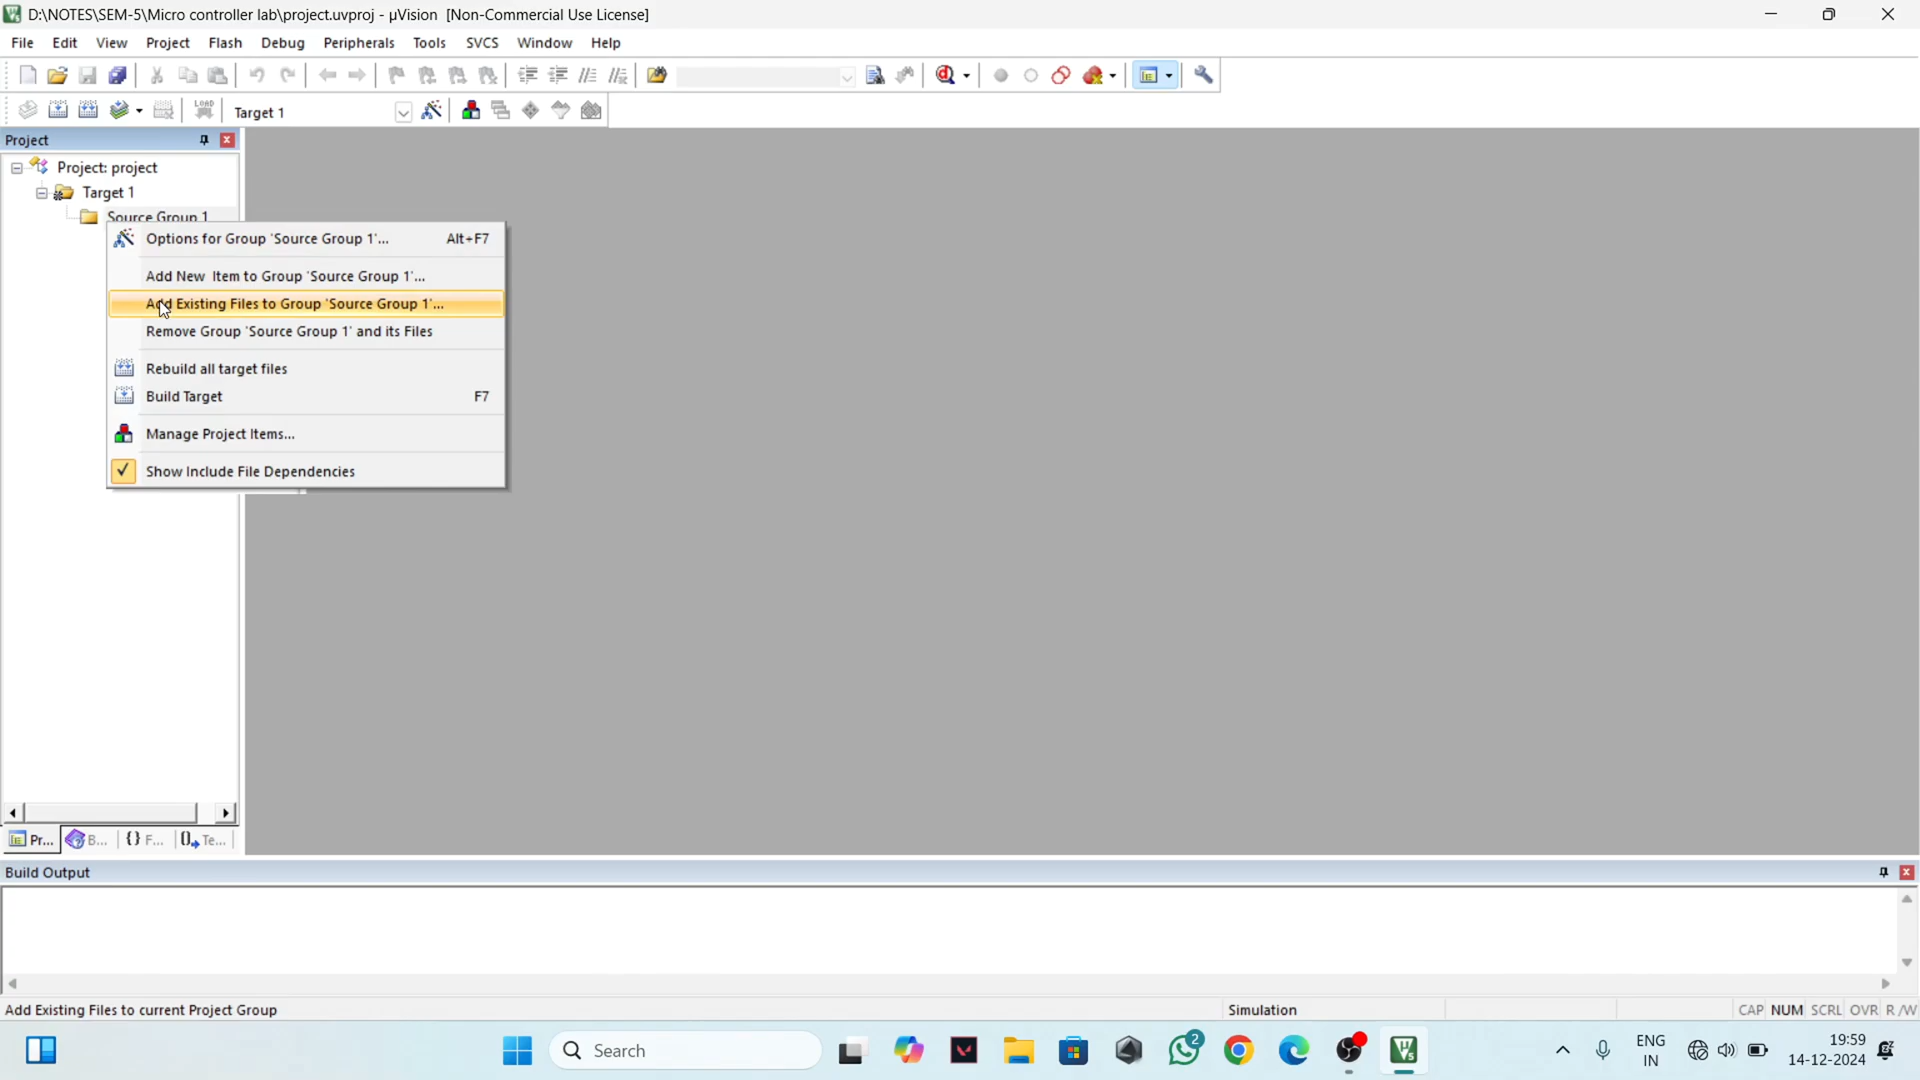 D:\NOTES\SEM-5\Micro controller lab\project.uvproj - µVision [Non-Commercial Use License]
File Edit View Project Flash Debug Peripherals Tools SVCS Window Help
LOAD
Target 1
Project
Project: project
Target 1
Source Group 1
Options for Group 'Source Group 1'... Alt+F7
Add New Item to Group 'Source Group 1'...
Add Existing Files to Group 'Source Group 1'...
Remove Group 'Source Group 1' and its Files
Rebuild all target files
Build Target F7
Manage Project Items...
Show Include File Dependencies
Pr... B... {} F... Te...
Build Output
Add Existing Files to current Project Group Simulation CAP NUM SCRL OVR R/W
Search
2
ENG
IN
19:59
14-12-2024